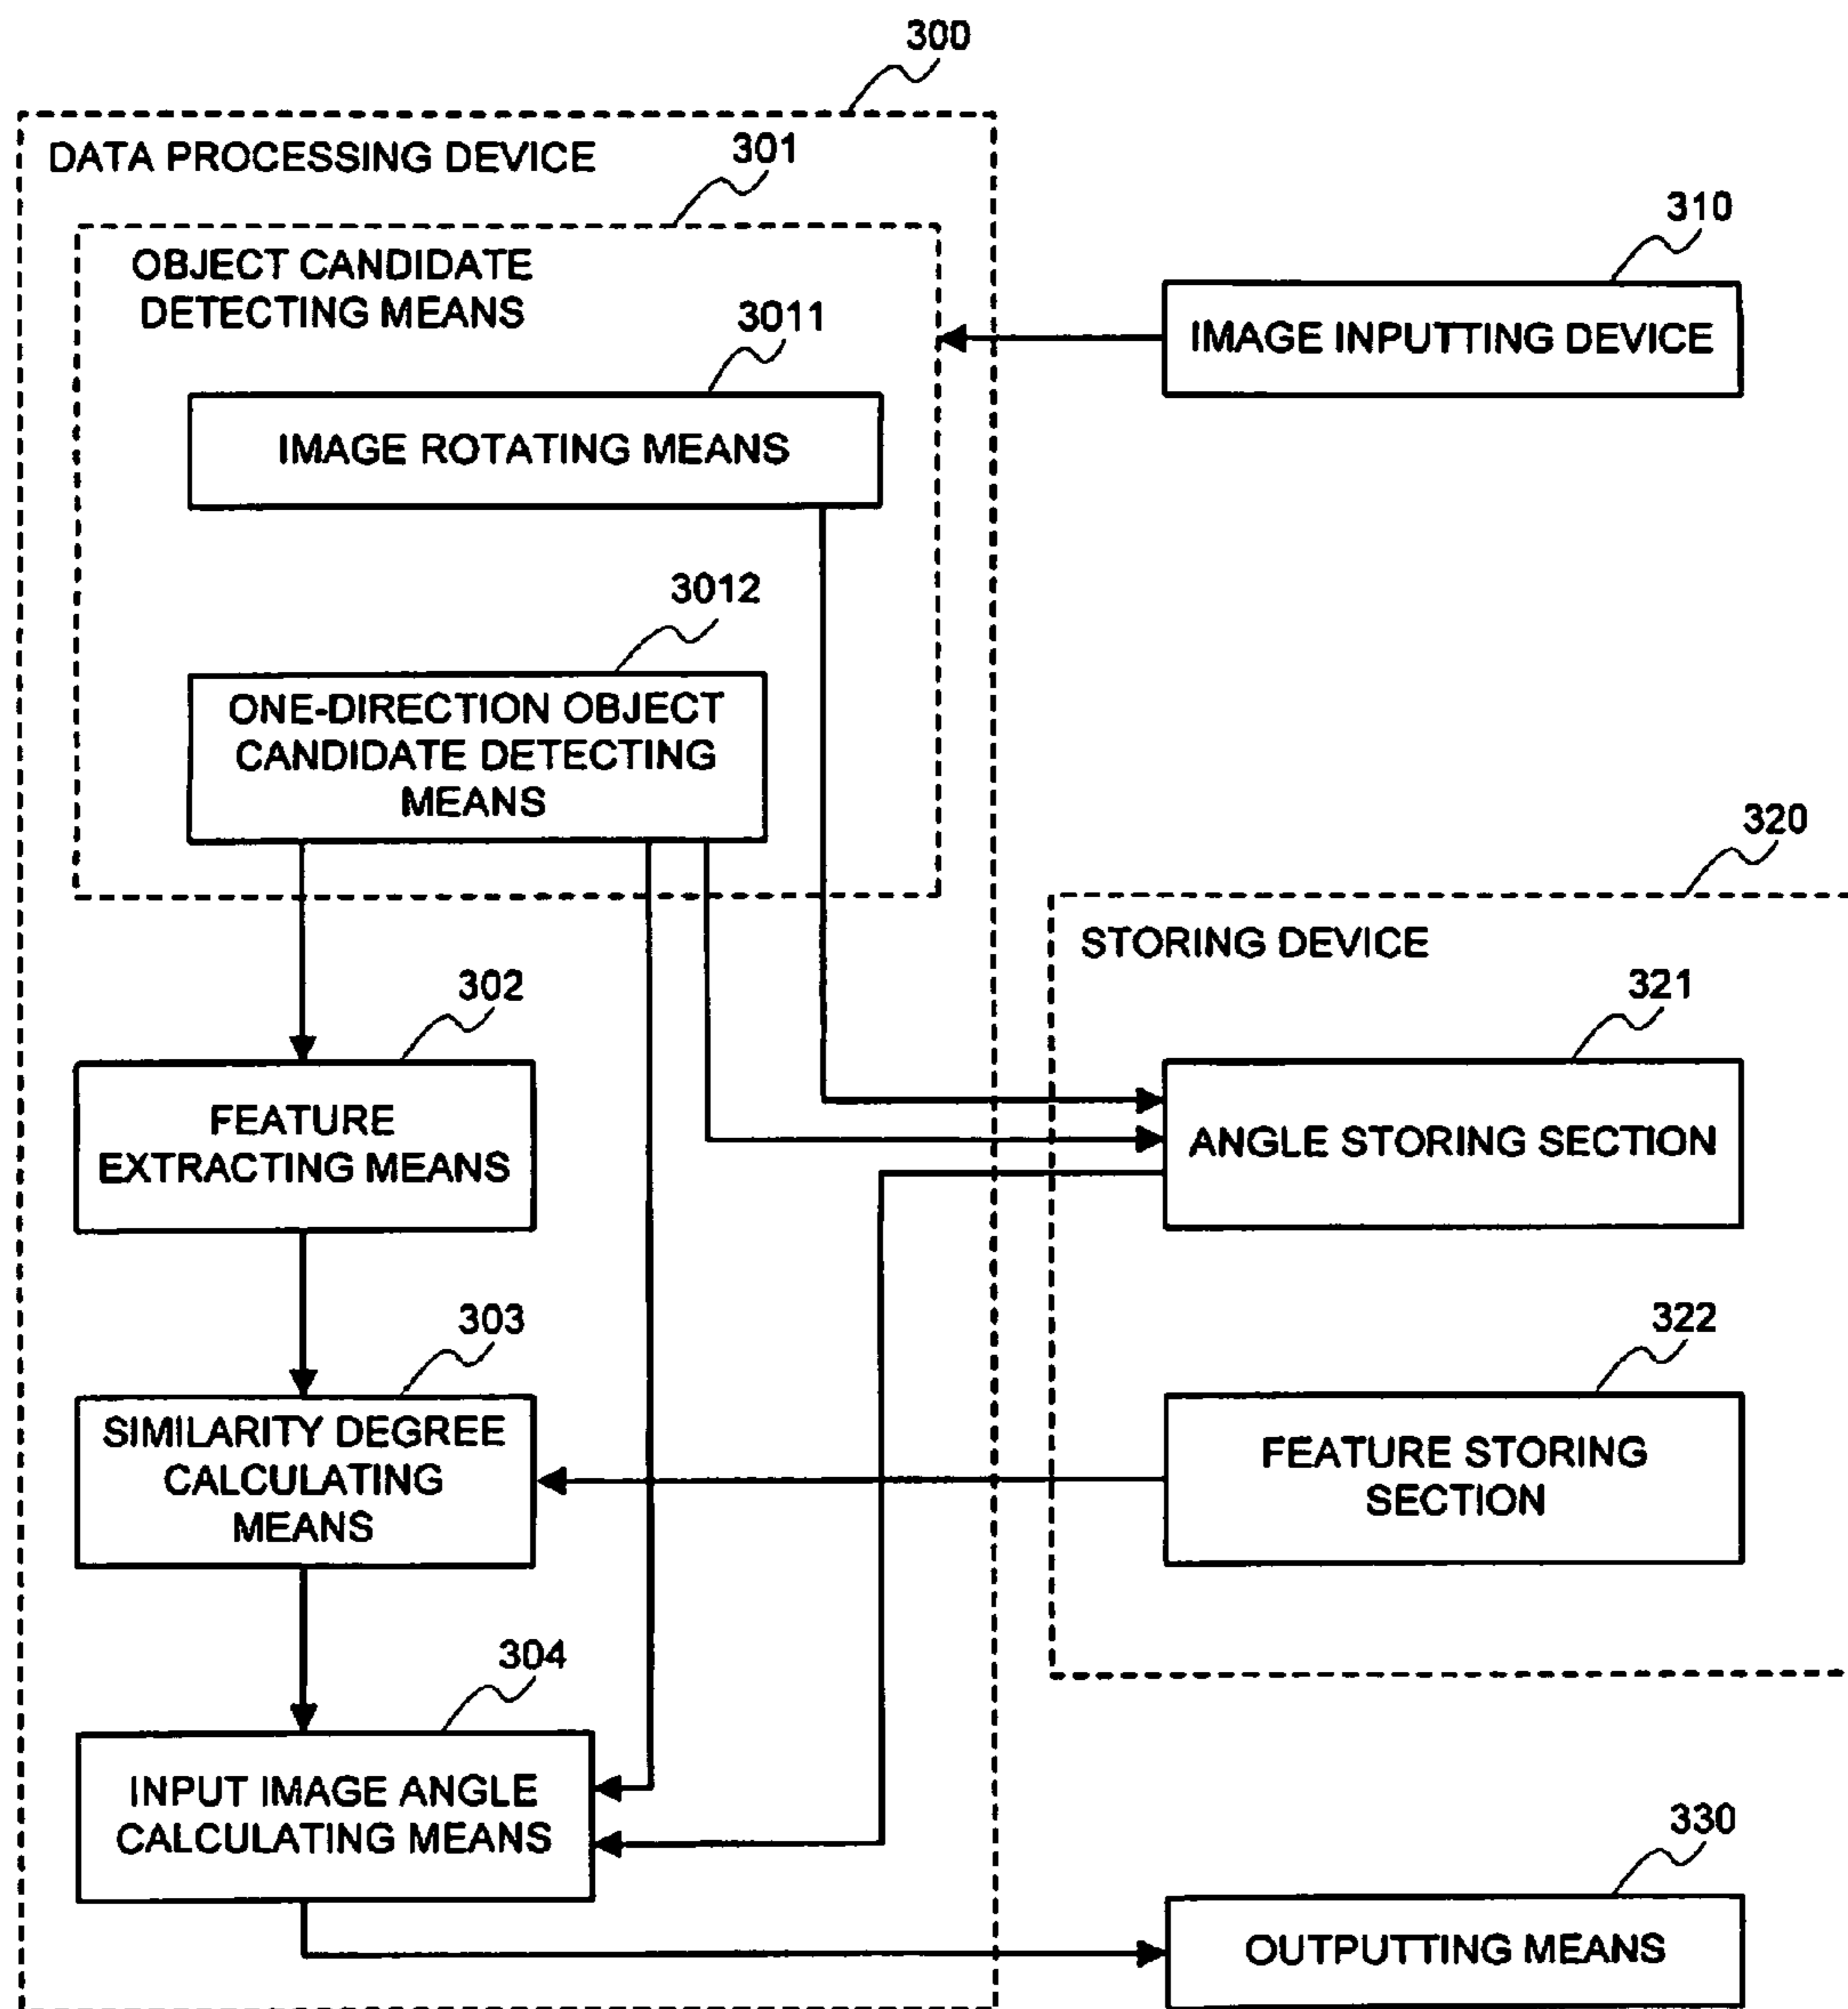 300
DATA PROCESSING DEVICE
301
OBJECT CANDIDATE
DETECTING MEANS
310
IMAGE INPUTTING DEVICE
3011
IMAGE ROTATING MEANS
3012
ONE-DIRECTION OBJECT
CANDIDATE DETECTING
MEANS
320
STORING DEVICE
302
FEATURE
EXTRACTING MEANS
321
ANGLE STORING SECTION
303
SIMILARITY DEGREE
CALCULATING
MEANS
322
FEATURE STORING
SECTION
304
INPUT IMAGE ANGLE
CALCULATING MEANS
330
OUTPUTTING MEANS